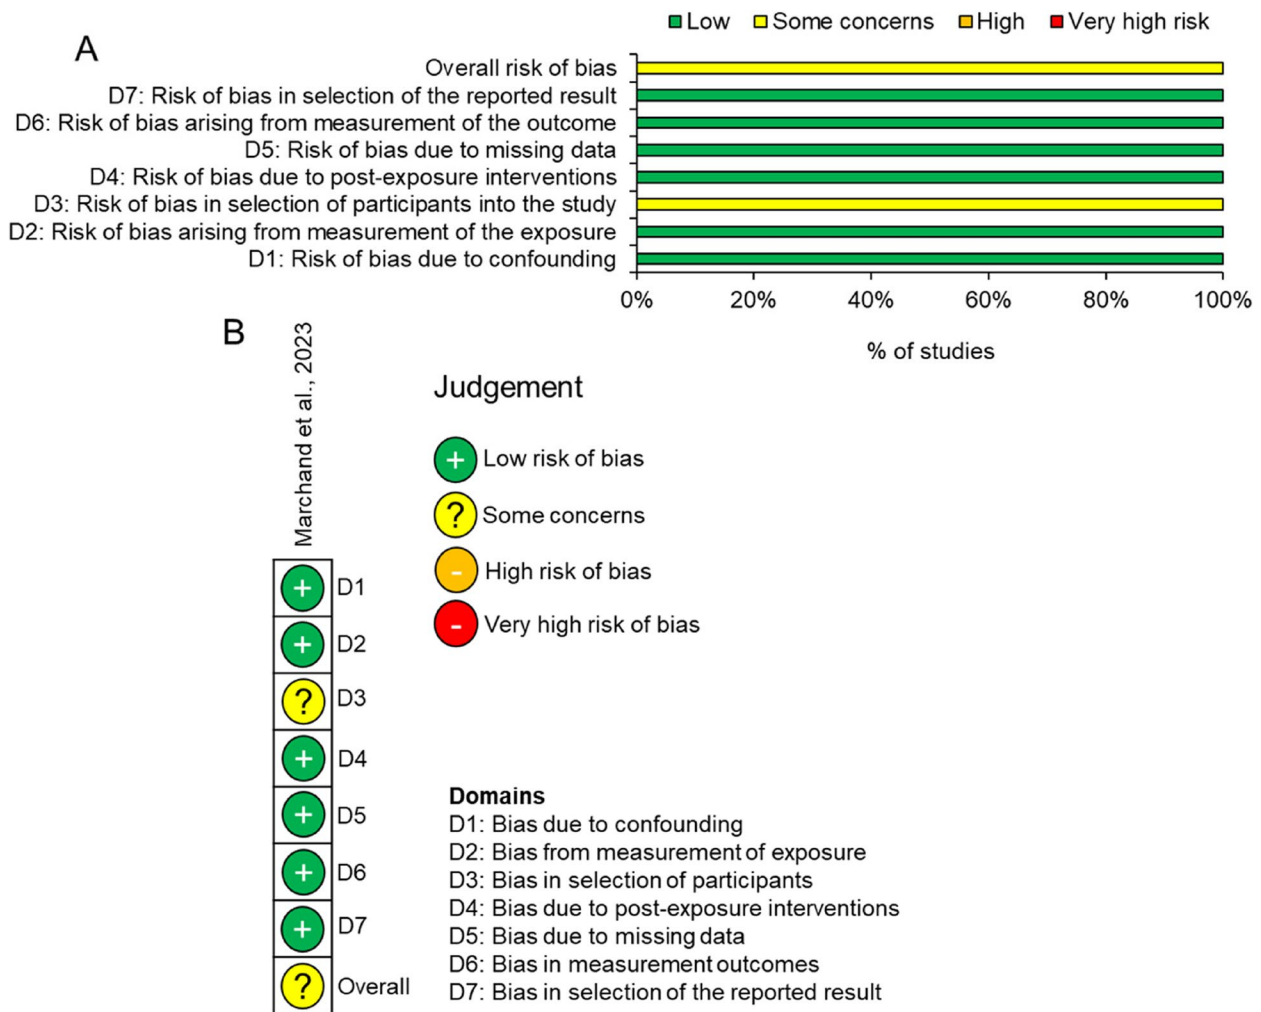 Low Some concerns High Very high risk
A
Overall risk of bias
D7: Risk of bias in selection of the reported result
D6: Risk of bias arising from measurement of the outcome
D5: Risk of bias due to missing data
D4: Risk of bias due to post-exposure interventions
D3: Risk of bias in selection of participants into the study
D2: Risk of bias arising from measurement of the exposure
D1: Risk of bias due to confounding
0% 20% 40% 60% 80% 100%
% of studies
B
Marchand et al., 2023
+ D1
+ D2
? D3
+ D4
+ D5
+ D6
+ D7
? Overall
Judgement
+ Low risk of bias
? Some concerns
- High risk of bias
- Very high risk of bias
Domains
D1: Bias due to confounding
D2: Bias from measurement of exposure
D3: Bias in selection of participants
D4: Bias due to post-exposure interventions
D5: Bias due to missing data
D6: Bias in measurement outcomes
D7: Bias in selection of the reported result